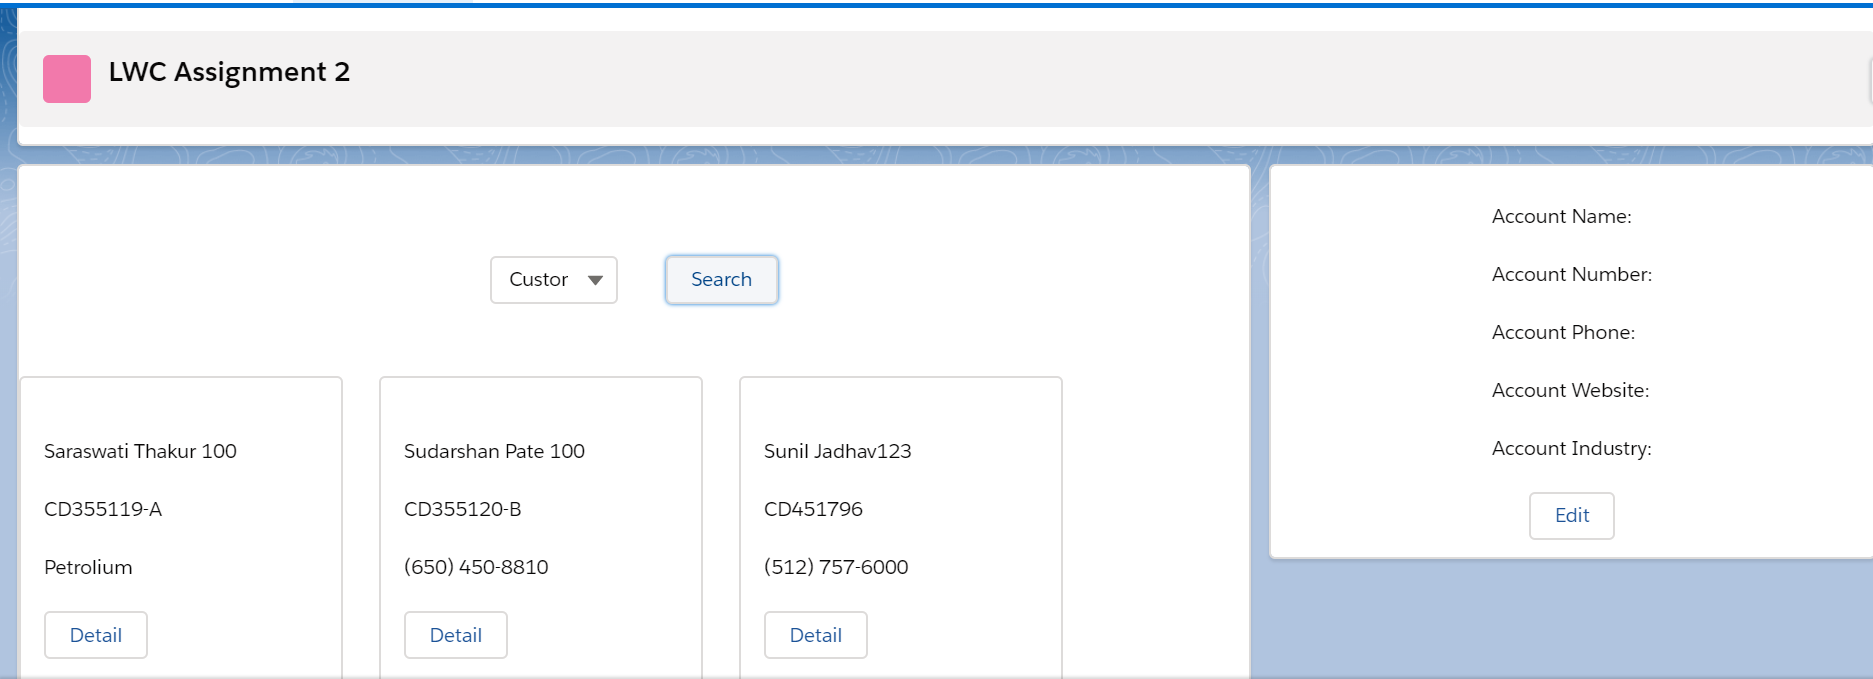 LWC Assignment 2
Custor
Search
Saraswati Thakur 100
CD355119-A
Petrolium
Detail
Sudarshan Pate 100
CD355120-B
(650) 450-8810
Detail
Sunil Jadhav123
CD451796
(512) 757-6000
Detail
Account Name:
Account Number:
Account Phone:
Account Website:
Account Industry:
Edit